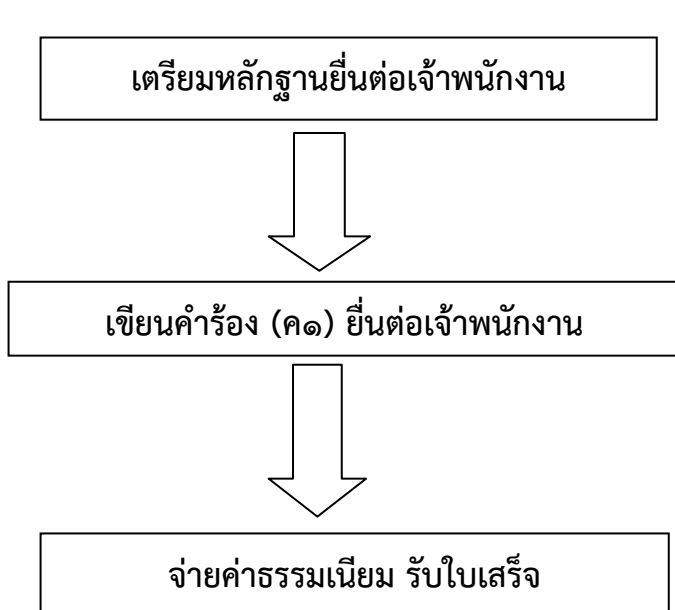 เตรียมหลักฐานยื่นต่อเจ้าพนักงาน
เขียนคำร้อง (ค๑) ยื่นต่อเจ้าพนักงาน
จ่ายค่าธรรมเนียม รับใบเสร็จ